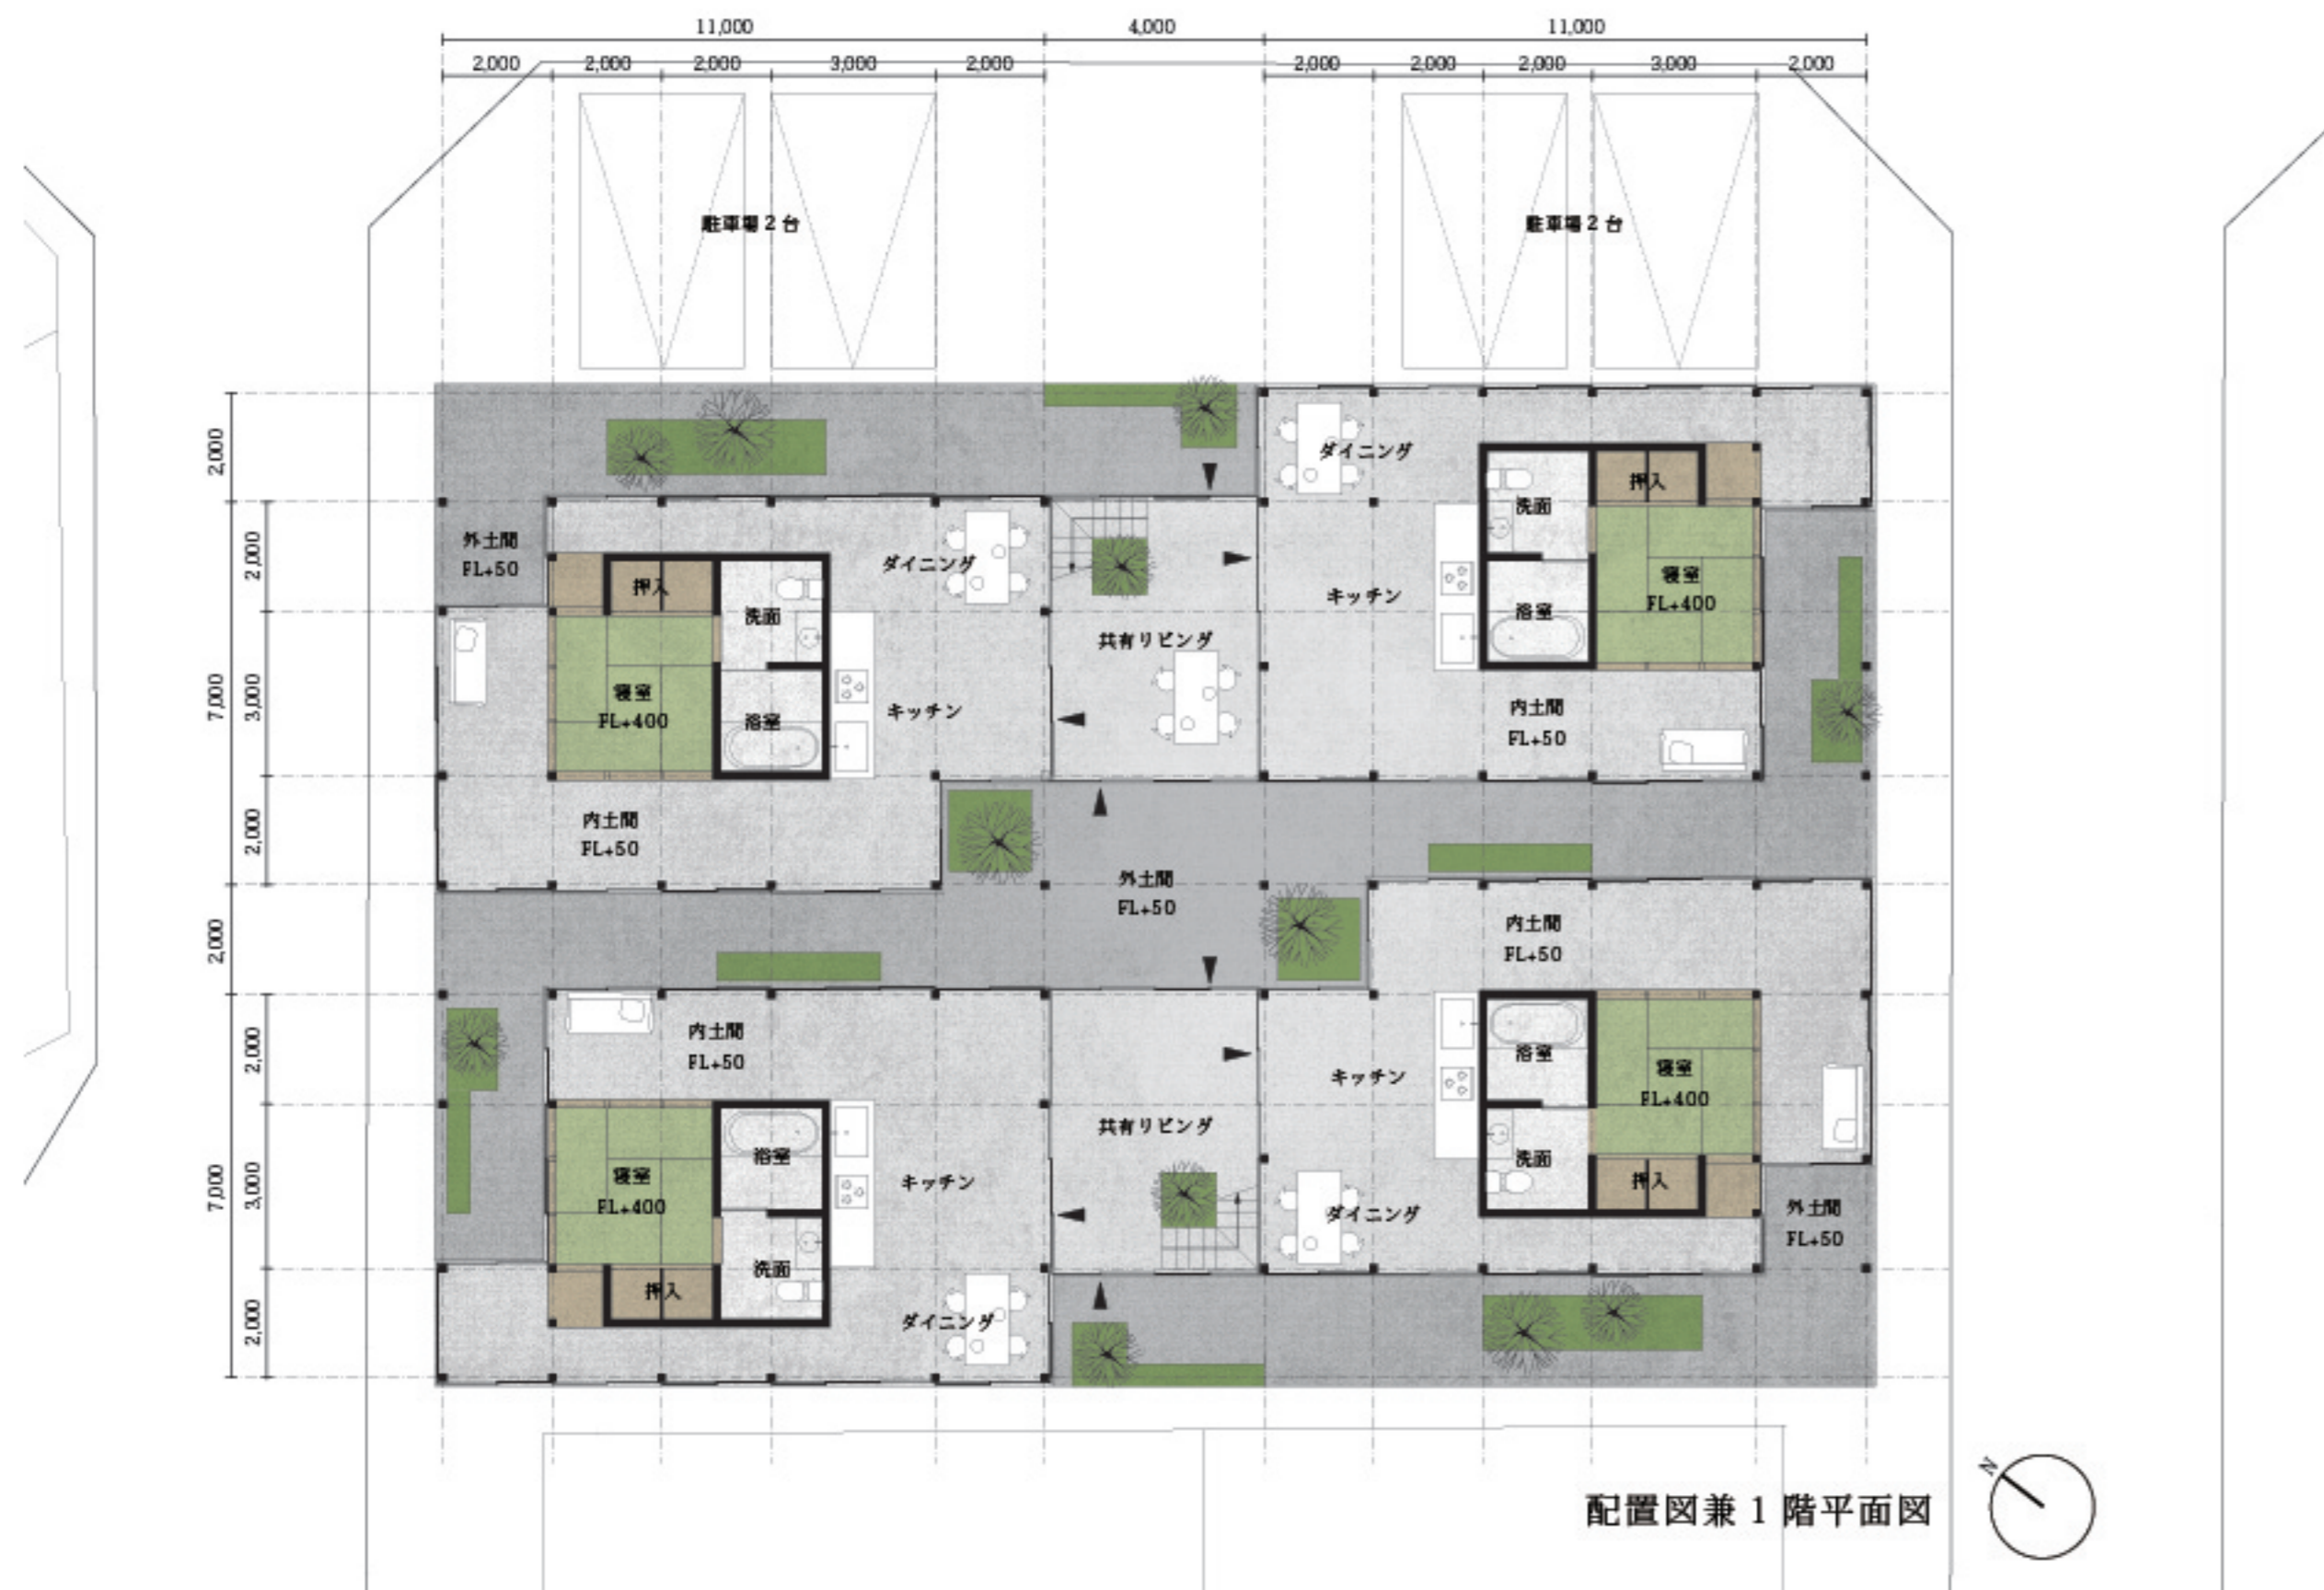 11,000 4,000 11,000
2,000 2,000 2,000 3,000 2,000 2,000 2,000 2,000 3,000 2,000
駐車場 2 台
駐車場 2 台
2,000
ダイニング
押入
洗面
外土間
FL+50
2,000
ダイニング
押入
寝室
FL+400
キッチン
浴室
洗面
共有リビング
7,000
3,000
寝室
FL+400
浴室
キッチン
内土間
FL+50
内土間
FL+50
2,000
外土間
FL+50
2,000
内土間
FL+50
内土間
FL+50
2,000
浴室
キッチン
寝室
FL+400
共有リビング
浴室
洗面
7,000
3,000
寝室
FL+400
キッチン
押入
ダイニング
外土間
FL+50
洗面
押入
2,000
ダイニング
N
配置図兼 1 階平面図